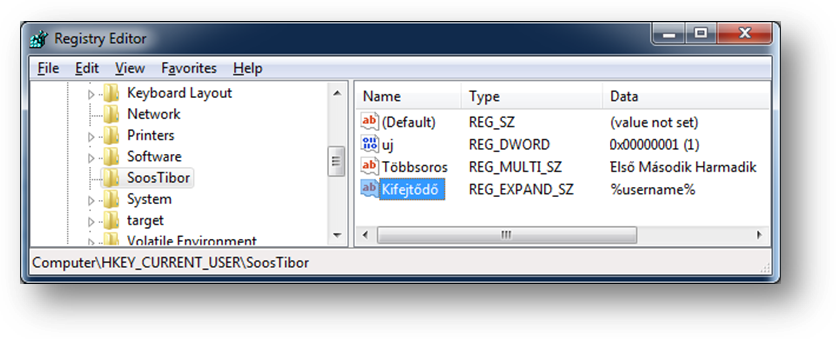 Registry Editor
File Edit View Favorites Help
Keyboard Layout
Network
Printers
Software
SoosTibor
System
target
Volatile Environment
Name Type Data
(Default) REG_SZ (value not set)
uj REG_DWORD 0x00000001 (1)
Többsoros REG_MULTI_SZ Első Második Harmadik
Kifejtődő REG_EXPAND_SZ %username%
Computer\HKEY_CURRENT_USER\SoosTibor